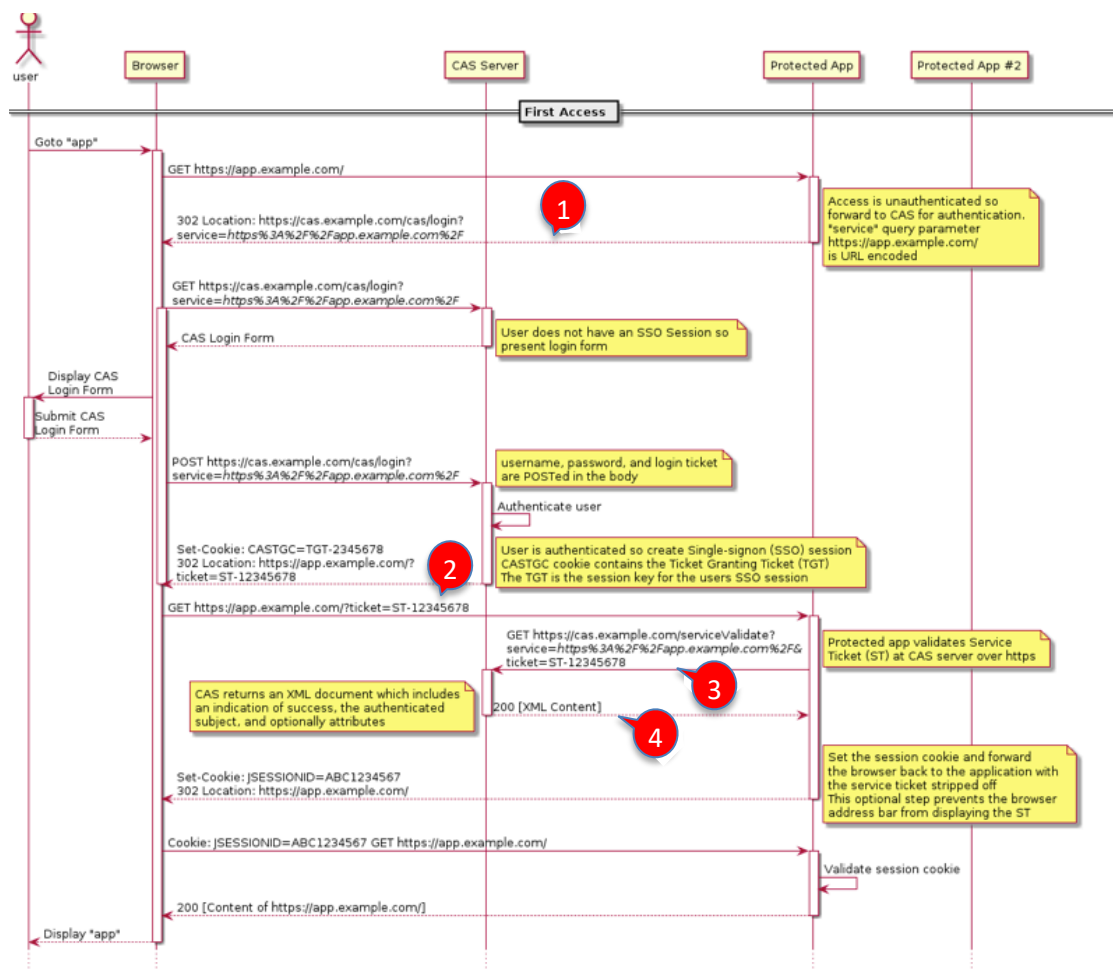 user
Browser
CAS Server
Protected App
Protected App #2
First Access
Goto "app"
GET https://app.example.com/
1
302 Location: https://cas.example.com/cas/login?
service=https%3A%2F%2Fapp.example.com%2F
Access is unauthenticated so
forward to CAS for authentication.
"service" query parameter
https://app.example.com/
is URL encoded
GET https://cas.example.com/cas/login?
service=https%3A%2F%2Fapp.example.com%2F
User does not have an SSO Session so
present login form
CAS Login Form
Display CAS
Login Form
Submit CAS
Login Form
POST https://cas.example.com/cas/login?
service=https%3A%2F%2Fapp.example.com%2F
username, password, and login ticket
are POSTed in the body
Authenticate user
Set-Cookie: CASTGC=TGT-2345678
302 Location: https://app.example.com/?
ticket=ST-12345678
2
User is authenticated so create Single-signon (SSO) session
CASTGC cookie contains the Ticket Granting Ticket (TGT)
The TGT is the session key for the users SSO session
GET https://app.example.com/?ticket=ST-12345678
GET https://cas.example.com/serviceValidate?
service=https%3A%2F%2Fapp.example.com%2F&
ticket=ST-12345678
Protected app validates Service
Ticket (ST) at CAS server over https
3
CAS returns an XML document which includes
an indication of success, the authenticated
subject, and optionally attributes
200 [XML Content]
4
Set-Cookie: JSESSIONID=ABC1234567
302 Location: https://app.example.com/
Set the session cookie and forward
the browser back to the application with
the service ticket stripped off
This optional step prevents the browser
address bar from displaying the ST
Cookie: JSESSIONID=ABC1234567 GET https://app.example.com/
Validate session cookie
200 [Content of https://app.example.com/]
Display "app"